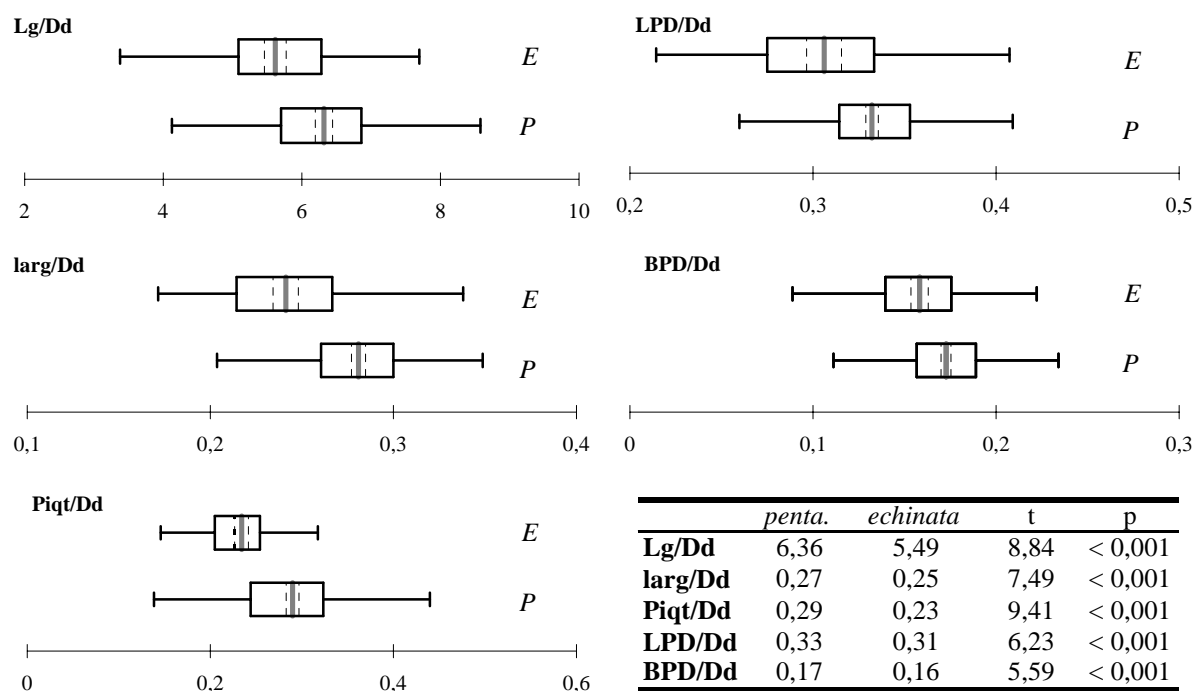 Lg/Dd
E
P
2 4 6 8 10
LPD/Dd
E
P
0,2 0,3 0,4 0,5
larg/Dd
E
P
0,1 0,2 0,3 0,4
BPD/Dd
E
P
0 0,1 0,2 0,3
Piqt/Dd
E
P
0 0,2 0,4 0,6
penta. echinata t p
Lg/Dd 6,36 5,49 8,84 < 0,001
larg/Dd 0,27 0,25 7,49 < 0,001
Piqt/Dd 0,29 0,23 9,41 < 0,001
LPD/Dd 0,33 0,31 6,23 < 0,001
BPD/Dd 0,17 0,16 5,59 < 0,001